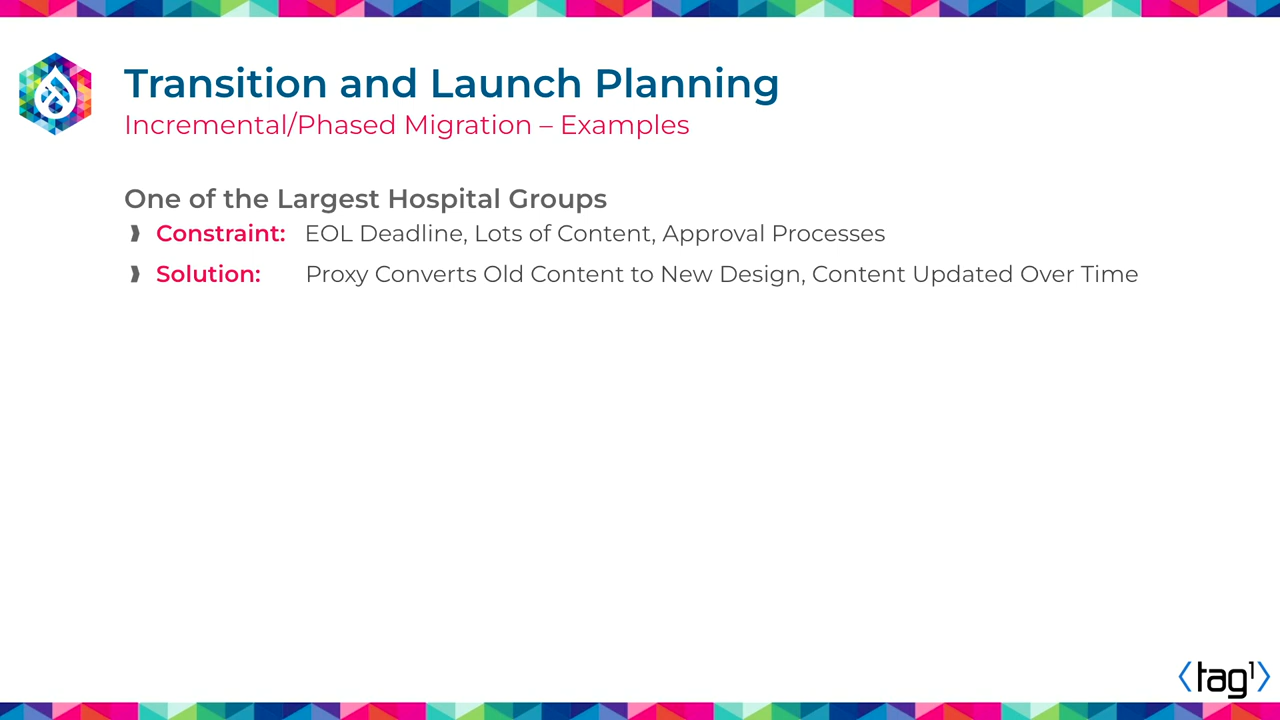 Transition and Launch Planning
Incremental/Phased Migration – Examples
One of the Largest Hospital Groups
Constraint: EOL Deadline, Lots of Content, Approval Processes
Solution: Proxy Converts Old Content to New Design, Content Updated Over Time
⟨tag1⟩